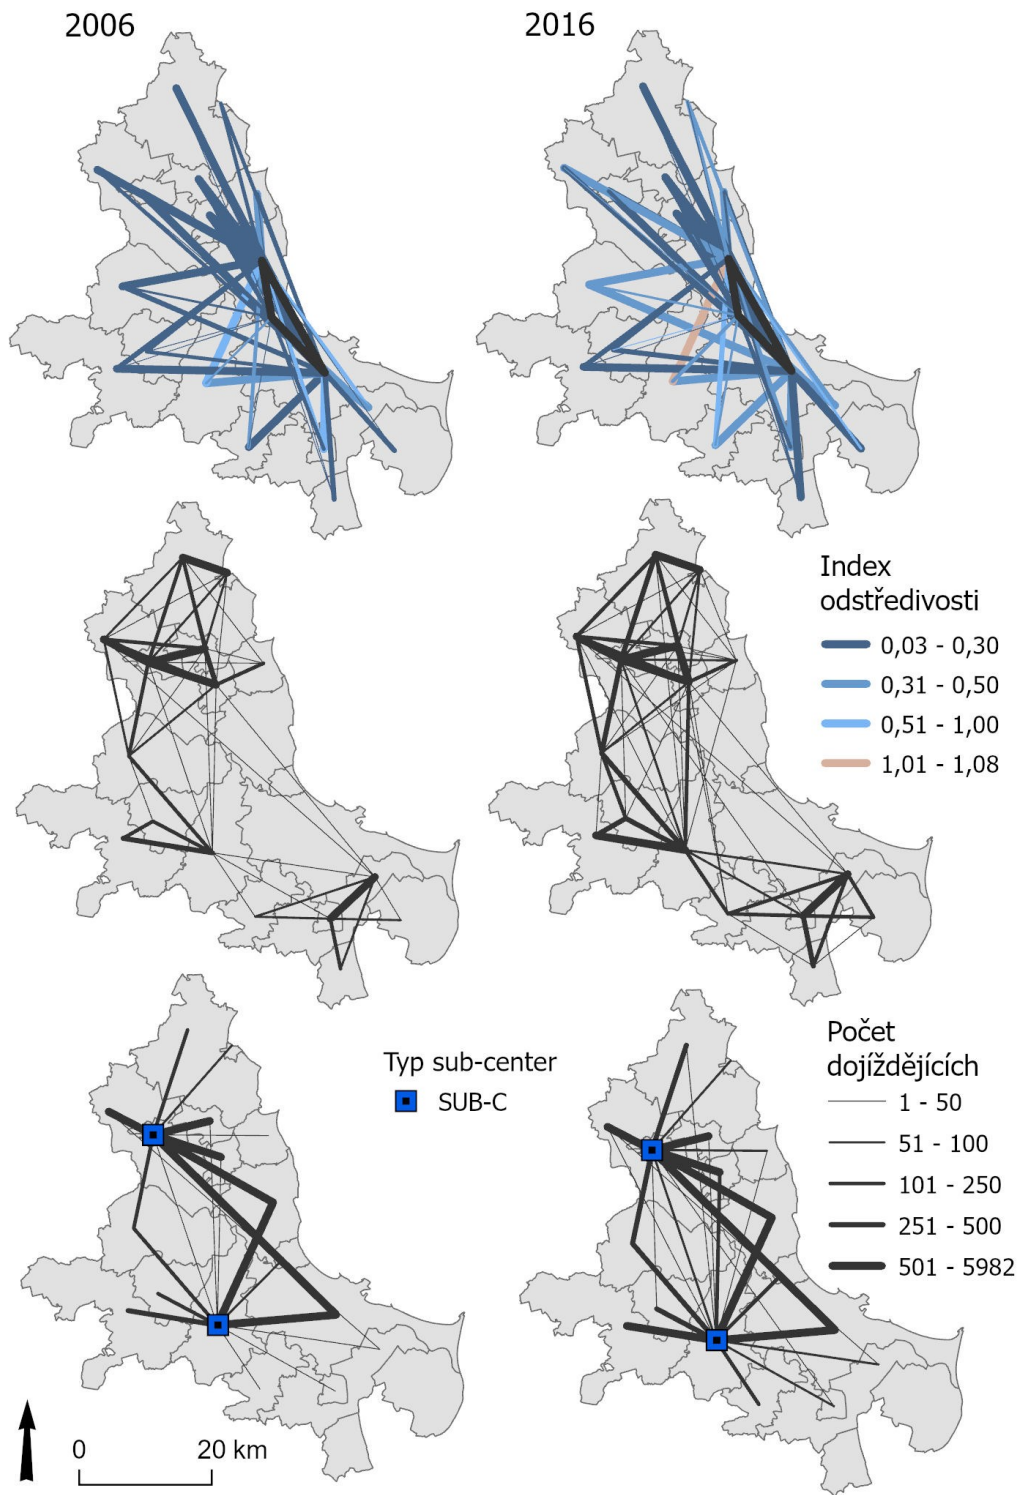 2006
2016
Index
odstředivosti
0,03 - 0,30
0,31 - 0,50
0,51 - 1,00
1,01 - 1,08
Typ sub-center
SUB-C
Počet
dojíždějících
1 - 50
51 - 100
101 - 250
251 - 500
501 - 5982
0 20 km